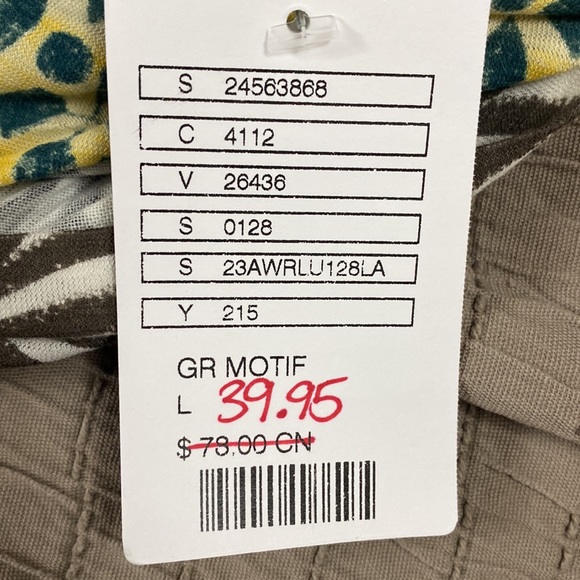 S 24563868
C 4112
V 26436
S 0128
S 23AWRLU128LA
Y 215
GR MOTIF
L 39.95
$ 78.00 CN